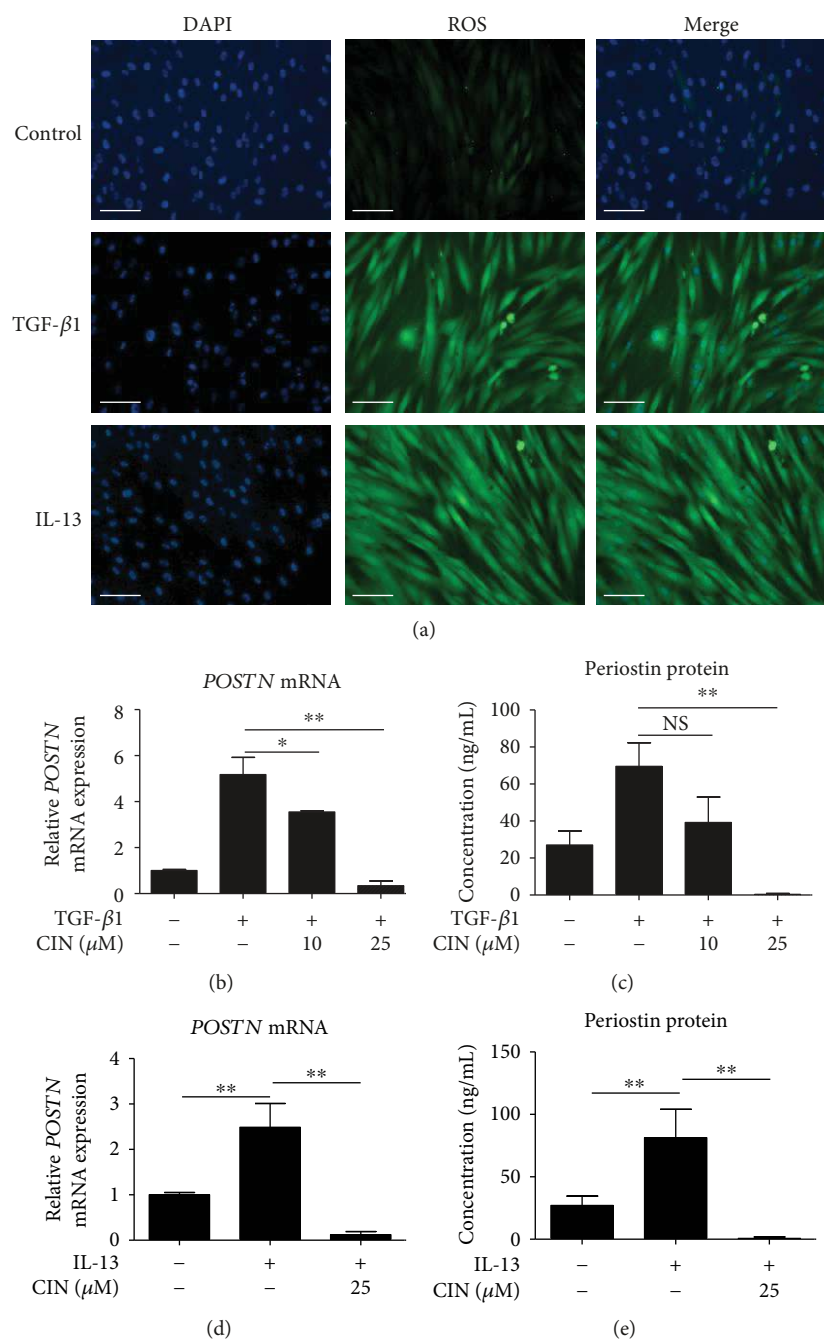 DAPI ROS Merge
Control
TGF-β1
IL-13
(a)
POSTN mRNA
Relative POSTN
mRNA expression
8
6
4
2
0
**
*
TGF-β1 − + + +
CIN (μM) − − 10 25
(b)
Periostin protein
Concentration (ng/mL)
100
80
60
40
20
0
**
NS
TGF-β1 − + + +
CIN (μM) − − 10 25
(c)
POSTN mRNA
Relative POSTN
mRNA expression
4
3
2
1
0
** **
IL-13 − + +
CIN (μM) − − 25
(d)
Periostin protein
Concentration (ng/mL)
150
100
50
0
** **
IL-13 − + +
CIN (μM) − − 25
(e)